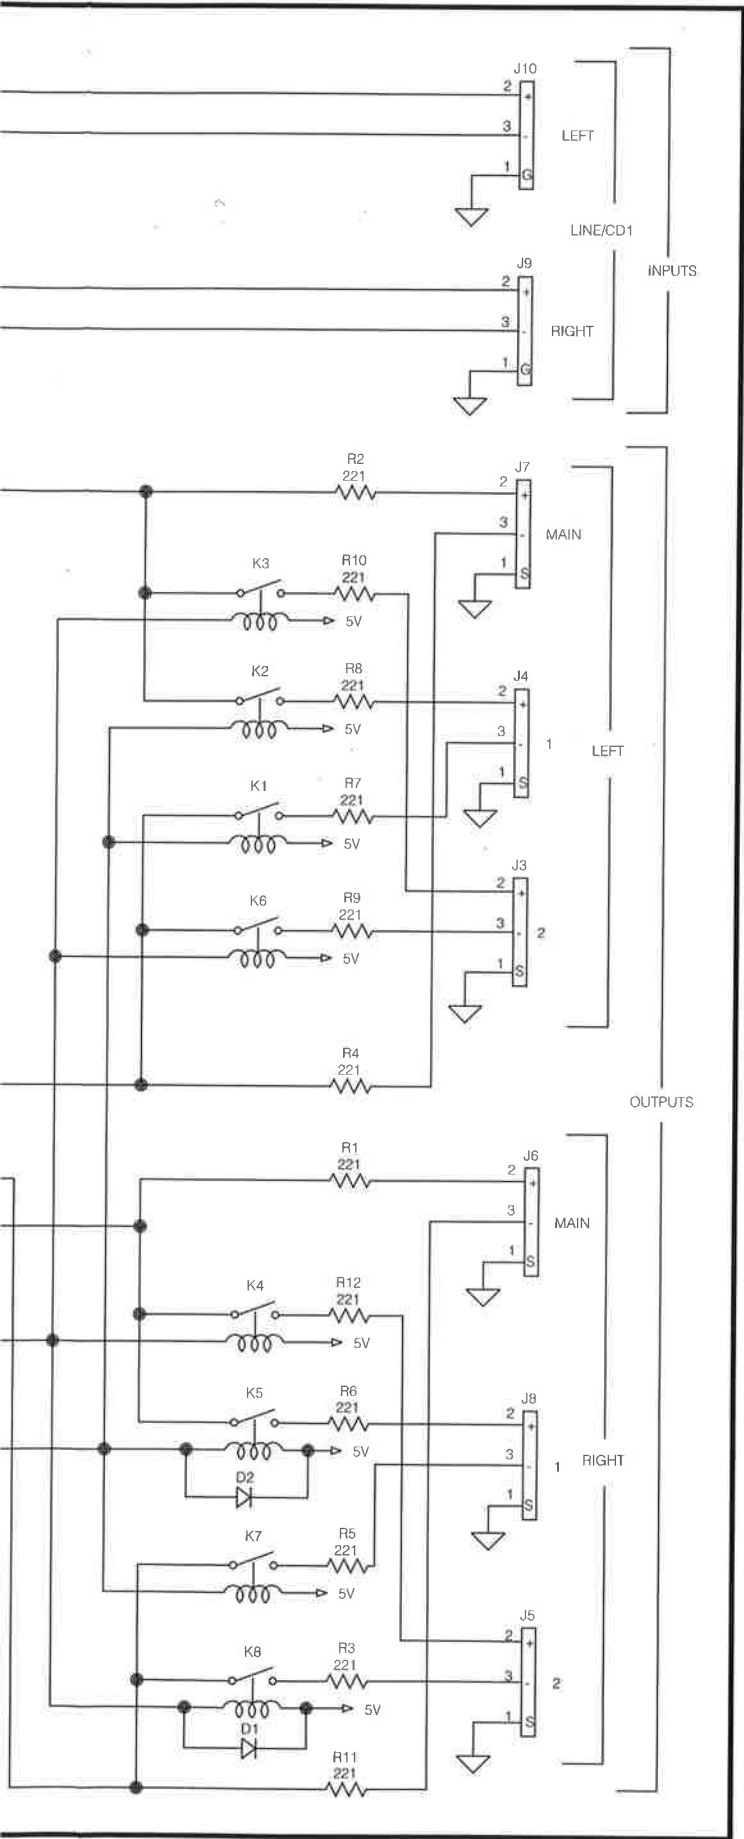 J10
2 +
3 - LEFT
1 G
LINE/CD1
J9
INPUTS
2 +
3 - RIGHT
1 G
R2
221
J7
2 +
3 - MAIN
K3 R10
221
1 S
5V
K2 R8
221
J4
2 +
5V
3 - 1
LEFT
K1 R7
221
1 S
5V
J3
2 +
K6 R9
221
3 - 2
5V
1 S
R4
221
OUTPUTS
R1
221
J6
2 +
3 - MAIN
1 S
K4 R12
221
5V
K5 R6
221
J8
2 +
5V
3 - 1
RIGHT
D2
1 S
K7 R5
221
5V
J5
2 +
K8 R3
221
3 - 2
5V
1 S
D1
R11
221